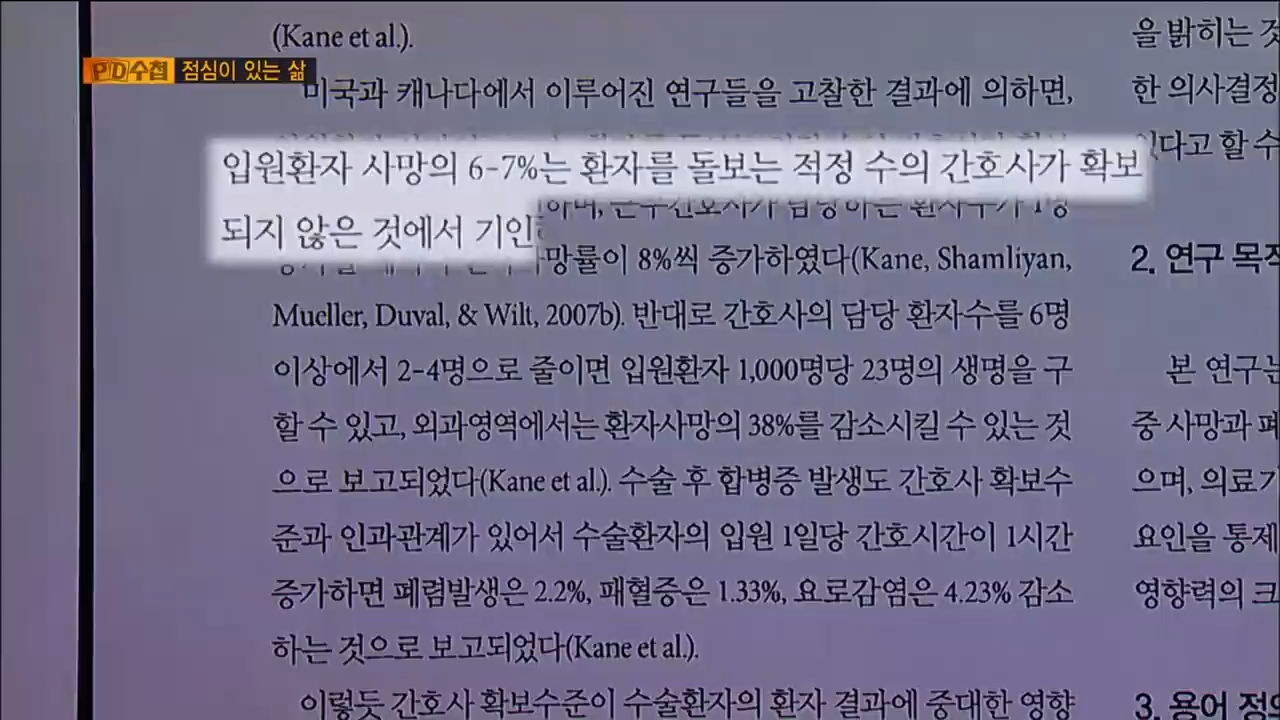 (Kane et al.).
PD수첩 점심이 있는 삶
미국과 캐나다에서 이루어진 연구들을 고찰한 결과에 의하면,
입원환자 사망의 6-7%는 환자를 돌보는 적정 수의 간호사가 확보
되지 않은 것에서 기인
망률이 8%씩 증가하였다(Kane, Shamliyan,
Mueller, Duval, & Wilt, 2007b). 반대로 간호사의 담당 환자수를 6명
이상에서 2-4명으로 줄이면 입원환자 1,000명당 23명의 생명을 구
할 수 있고, 외과영역에서는 환자사망의 38%를 감소시킬 수 있는 것
으로 보고되었다(Kane et al.). 수술 후 합병증 발생도 간호사 확보수
준과 인과관계가 있어서 수술환자의 입원 1일당 간호시간이 1시간
증가하면 폐렴발생은 2.2%, 패혈증은 1.33%, 요로감염은 4.23% 감소
하는 것으로 보고되었다(Kane et al.).
이렇듯 간호사 확보수준이 수술환자의 환자 결과에 중대한 영향
을 밝히는 것
한 의사결정
다고 할 수
2. 연구 목적
본 연구는
중 사망과 폐
으며, 의료기
요인을 통제
영향력의 크
3. 용어 정의